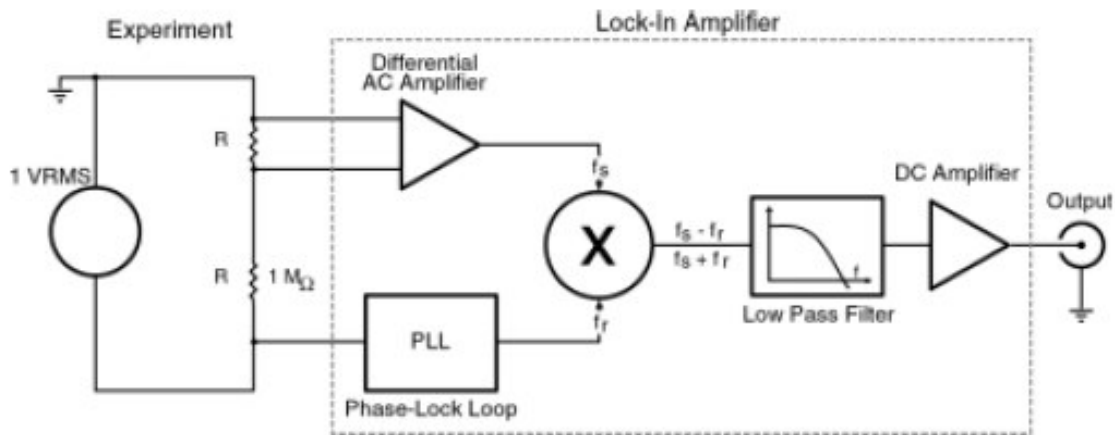 Experiment
Lock-In Amplifier
Differential
AC Amplifier
R
1 VRMS
fs
DC Amplifier
Output
X
fs - fr
fs + fr
f
R
1 MΩ
Low Pass Filter
fr
PLL
Phase-Lock Loop